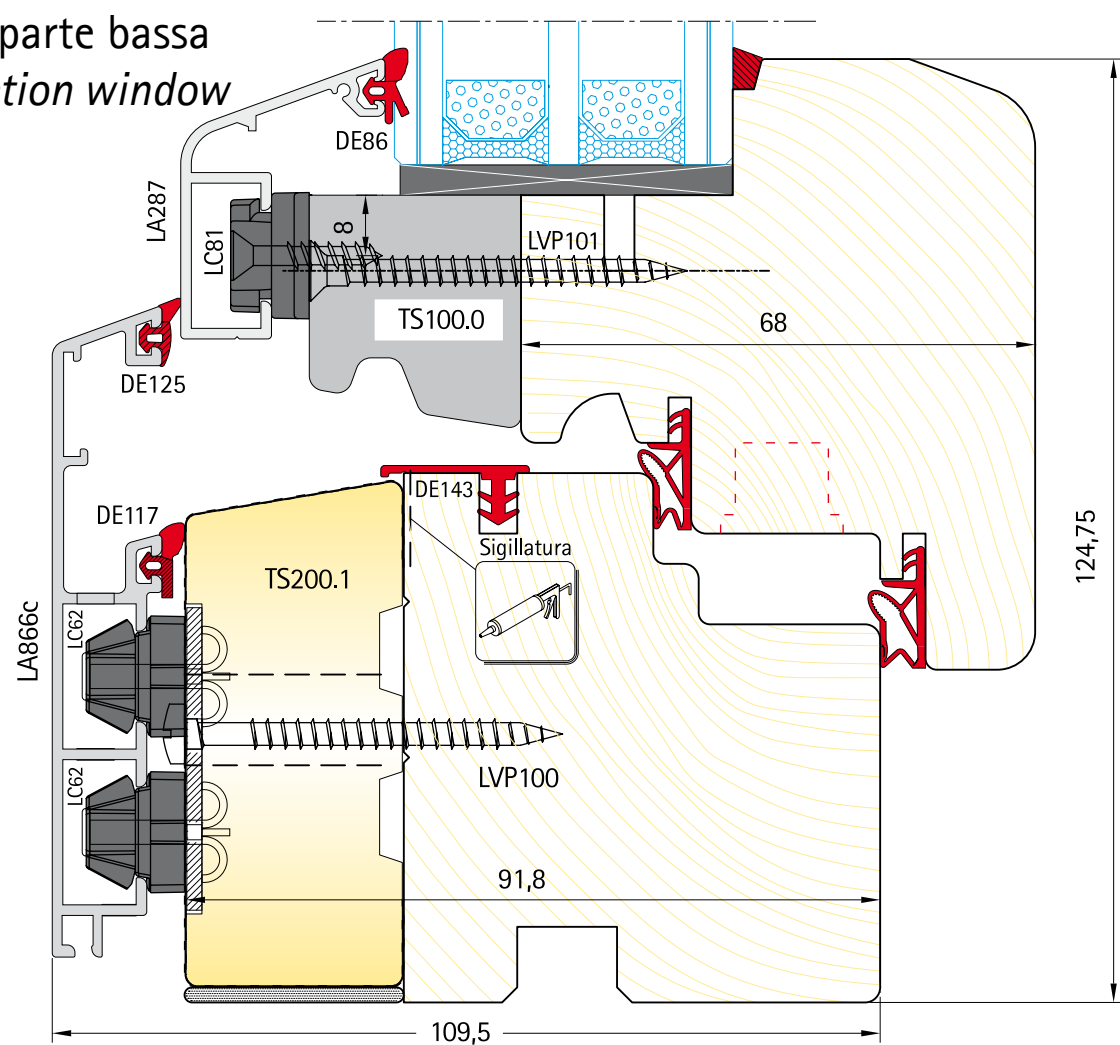 parte bassa
tion window
DE86
LA287
LC81
8
LVP101
TS100.0
68
DE125
DE143
DE117
Sigillatura
TS200.1
124,75
LC62
LA866c
LVP100
LC62
91,8
109,5